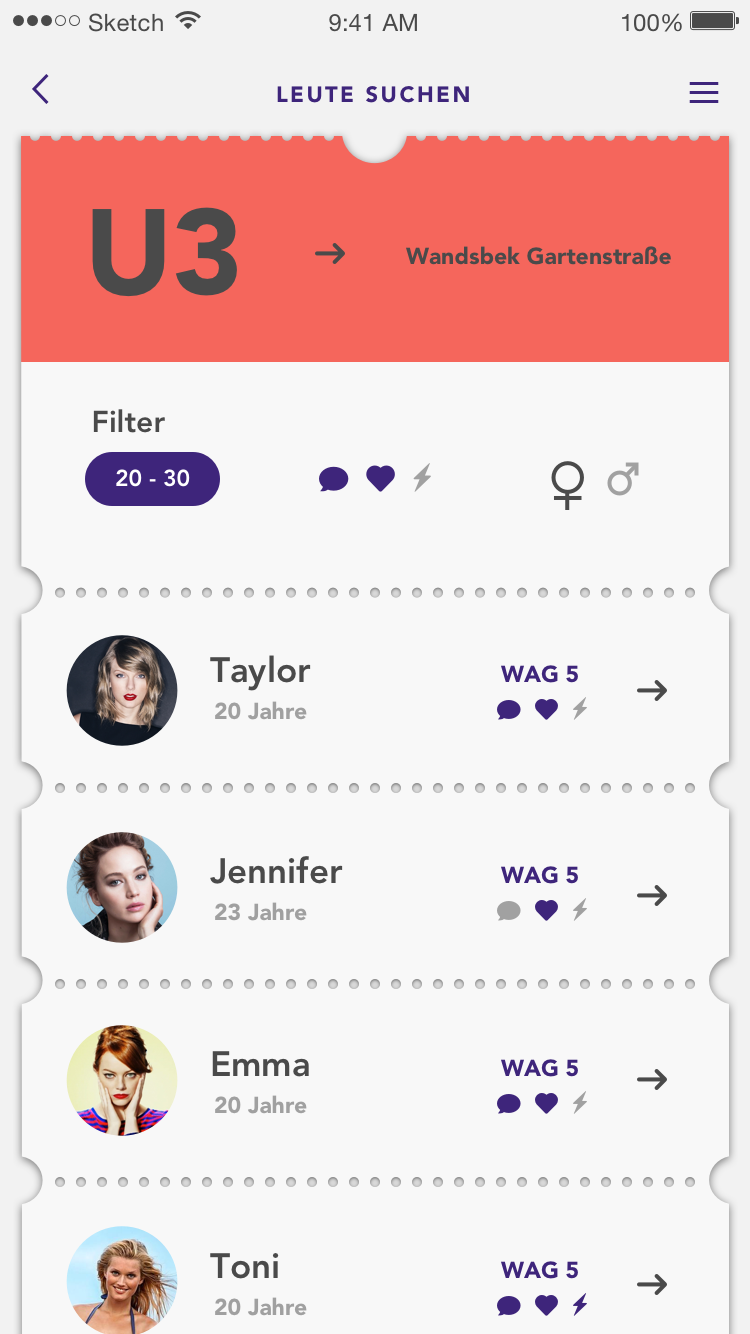 Sketch 9:41 AM 100%
LEUTE SUCHEN
U3 → Wandsbek Gartenstraße
Filter
20 - 30
Taylor
20 Jahre
WAG 5
Jennifer
23 Jahre
WAG 5
Emma
20 Jahre
WAG 5
Toni
20 Jahre
WAG 5